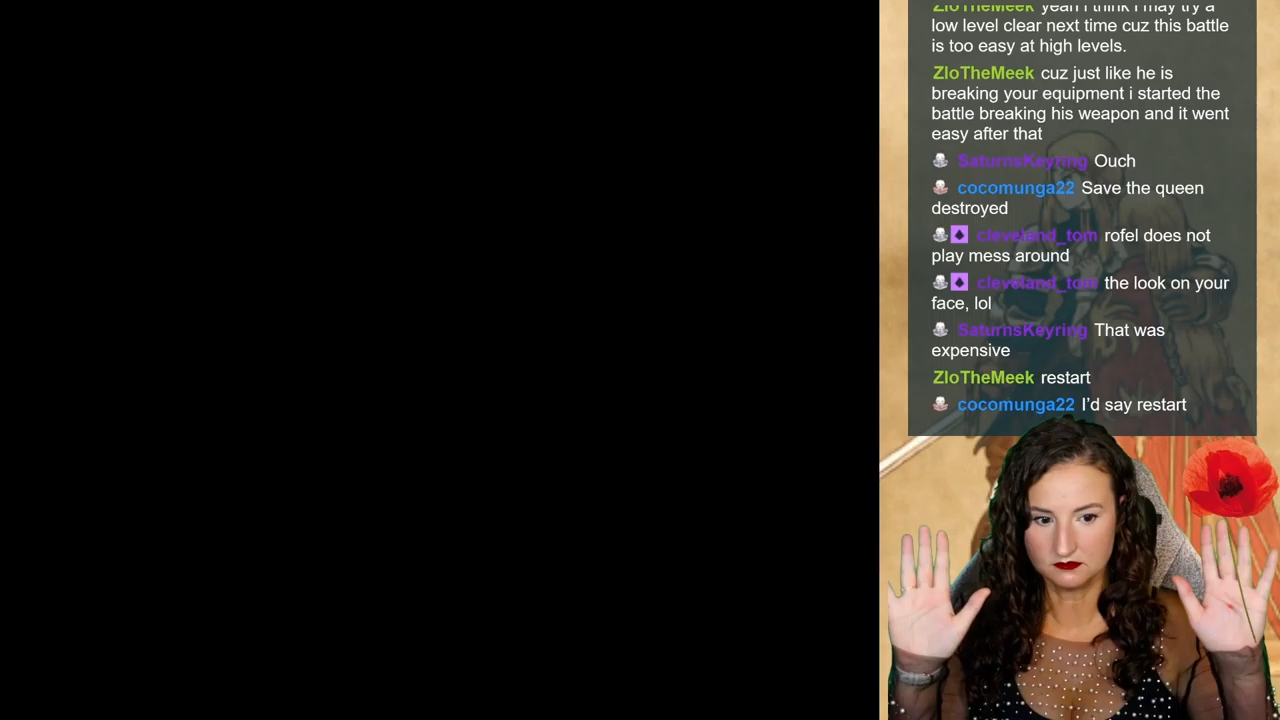 ZloTheMeek yeah i think i may try a
low level clear next time cuz this battle
is too easy at high levels.
ZloTheMeek cuz just like he is
breaking your equipment i started the
battle breaking his weapon and it went
easy after that
SaturnsKeyring Ouch
cocomunga22 Save the queen
destroyed
cleveland_tom rofel does not
play mess around
cleveland_tom the look on your
face, lol
SaturnsKeyring That was
expensive
ZloTheMeek restart
cocomunga22 I’d say restart